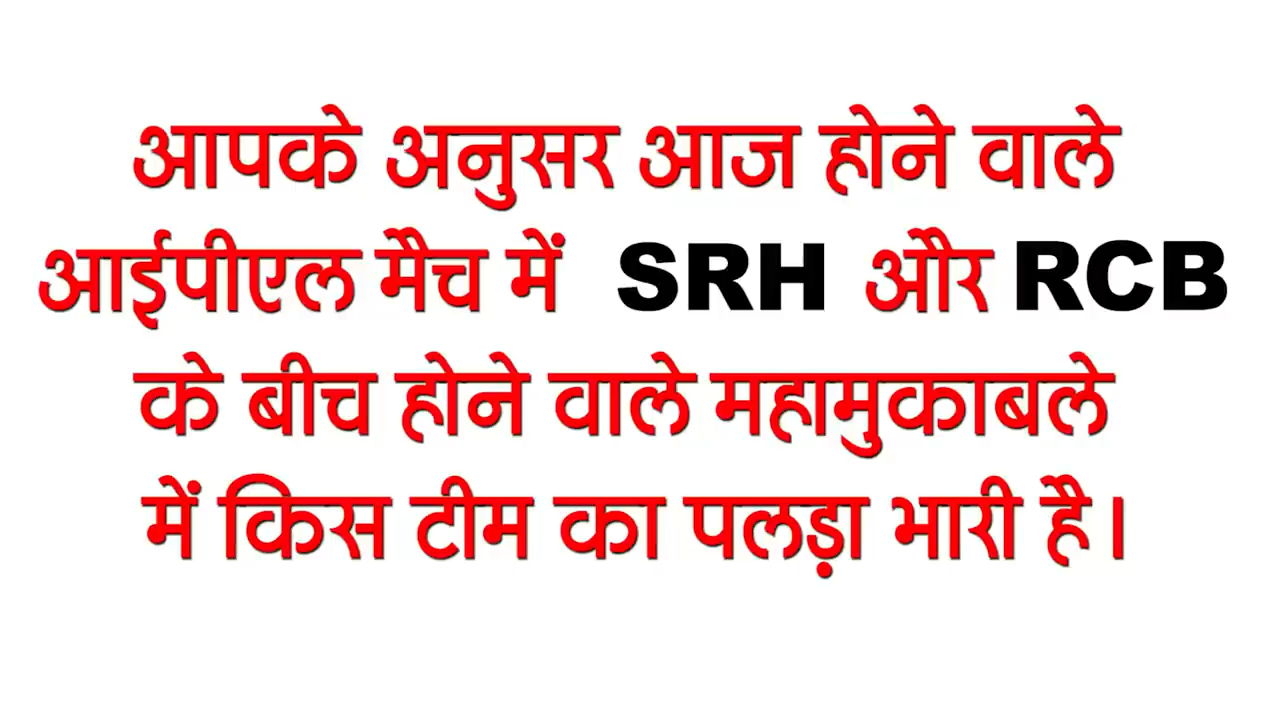 आपके अनुसर आज होने वाले
आईपीएल मैच में SRH और RCB
के बीच होने वाले महामुकाबले
में किस टीम का पलड़ा भारी है।